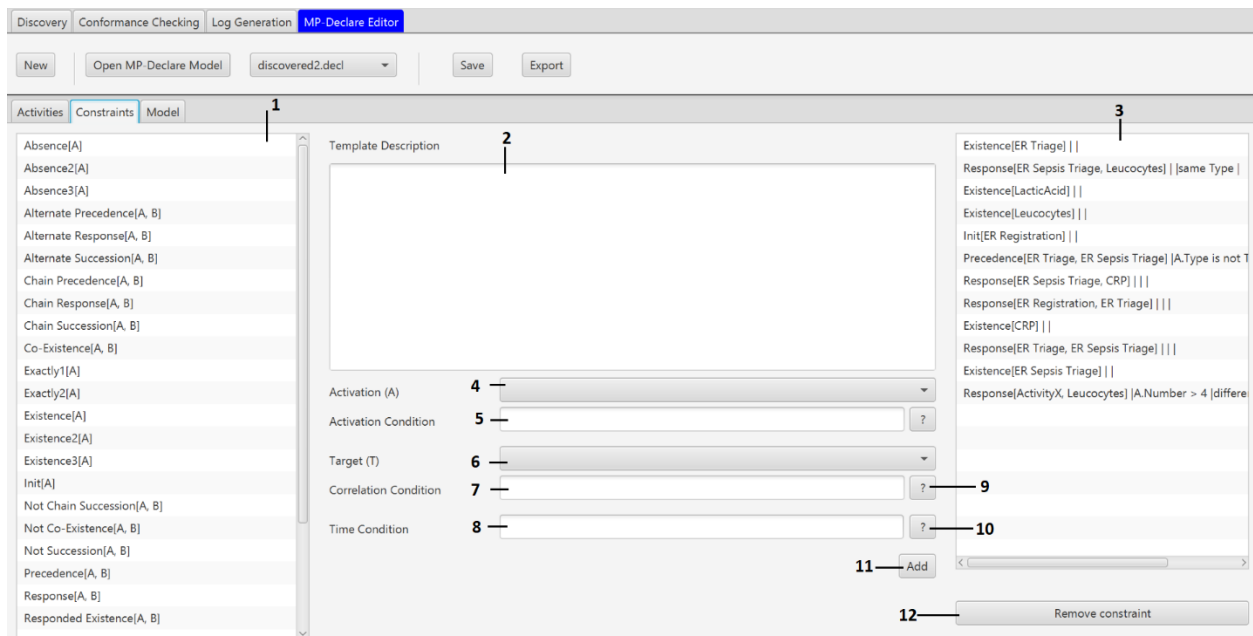 Discovery Conformance Checking Log Generation MP-Declare Editor
New Open MP-Declare Model discovered2.decl Save Export
Activities Constraints Model
1
Absence[A]
Absence2[A]
Absence3[A]
Alternate Precedence[A, B]
Alternate Response[A, B]
Alternate Succession[A, B]
Chain Precedence[A, B]
Chain Response[A, B]
Chain Succession[A, B]
Co-Existence[A, B]
Exactly1[A]
Exactly2[A]
Existence[A]
Existence2[A]
Existence3[A]
Init[A]
Not Chain Succession[A, B]
Not Co-Existence[A, B]
Not Succession[A, B]
Precedence[A, B]
Response[A, B]
Responded Existence[A, B]
Template Description
2
Activation (A) 4
Activation Condition 5 ?
Target (T) 6
Correlation Condition 7 ? 9
Time Condition 8 ? 10
11 Add
3
Existence[ER Triage] | |
Response[ER Sepsis Triage, Leucocytes] | |same Type |
Existence[LacticAcid] | |
Existence[Leucocytes] | |
Init[ER Registration] | |
Precedence[ER Triage, ER Sepsis Triage] |A.Type is not T
Response[ER Sepsis Triage, CRP] | | |
Response[ER Registration, ER Triage] | | |
Existence[CRP] | |
Response[ER Triage, ER Sepsis Triage] | | |
Existence[ER Sepsis Triage] | |
Response[ActivityX, Leucocytes] |A.Number > 4 |differe
12 Remove constraint